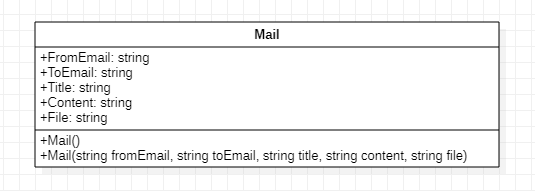 Mail
+FromEmail: string
+ToEmail: string
+Title: string
+Content: string
+File: string
+Mail()
+Mail(string fromEmail, string toEmail, string title, string content, string file)